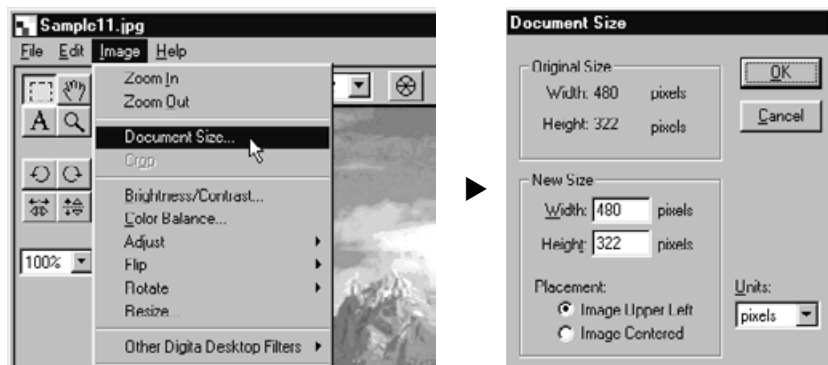 Sample11.jpg
File Edit Image Help
Zoom In
Zoom Out
Document Size...
Crop
Brightness/Contrast...
Color Balance...
Adjust
Flip
Rotate
Resize...
Other Digita Desktop Filters
A
100%
Document Size
Original Size
Width: 480 pixels
Height: 322 pixels
OK
Cancel
New Size
Width: 480 pixels
Height: 322 pixels
Placement:
Image Upper Left
Image Centered
Units:
pixels